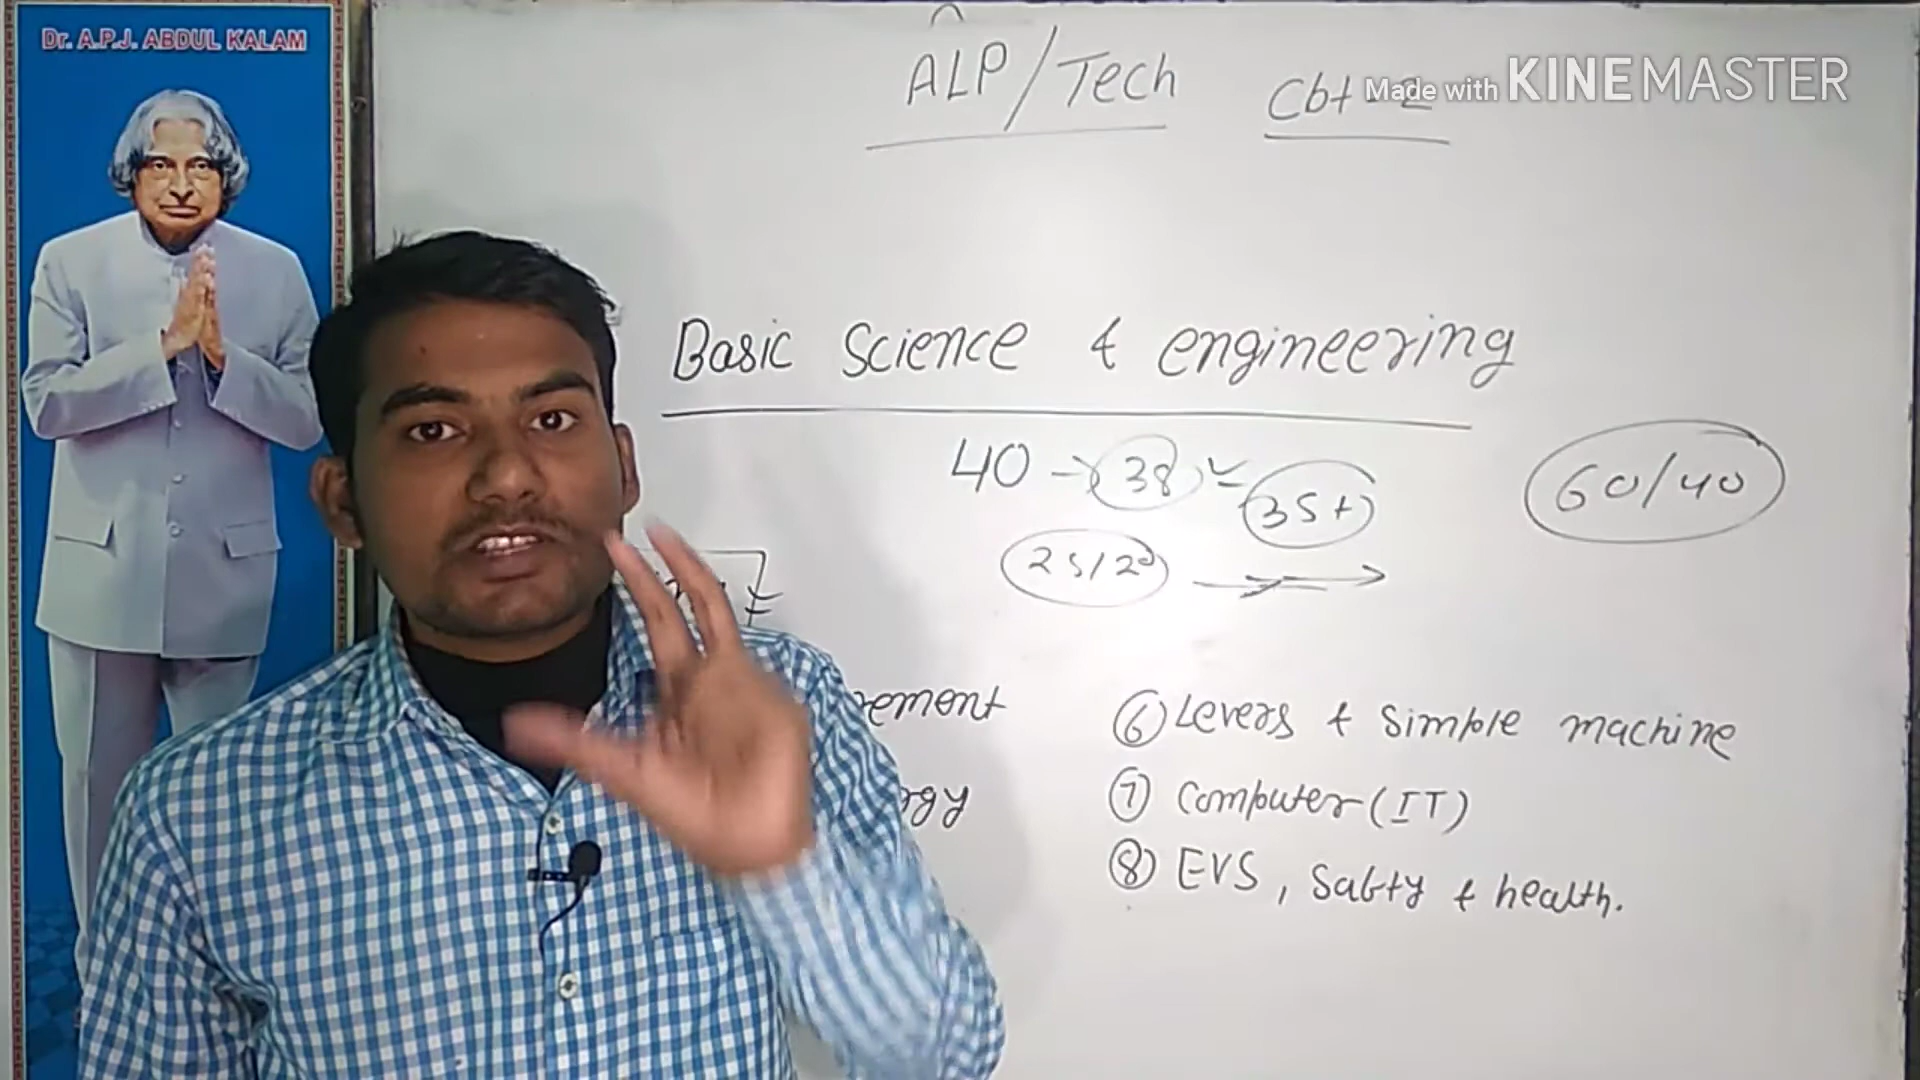 Dr. A.P.J. ABDUL KALAM
ALP/Tech Cbt-2
Made with KINEMASTER
Basic Science & engineering
40 → 38
35+
60/40
25/20
⑥ Levers & Simple machine
⑦ Computer (IT)
⑧ EVS, Safty & health.